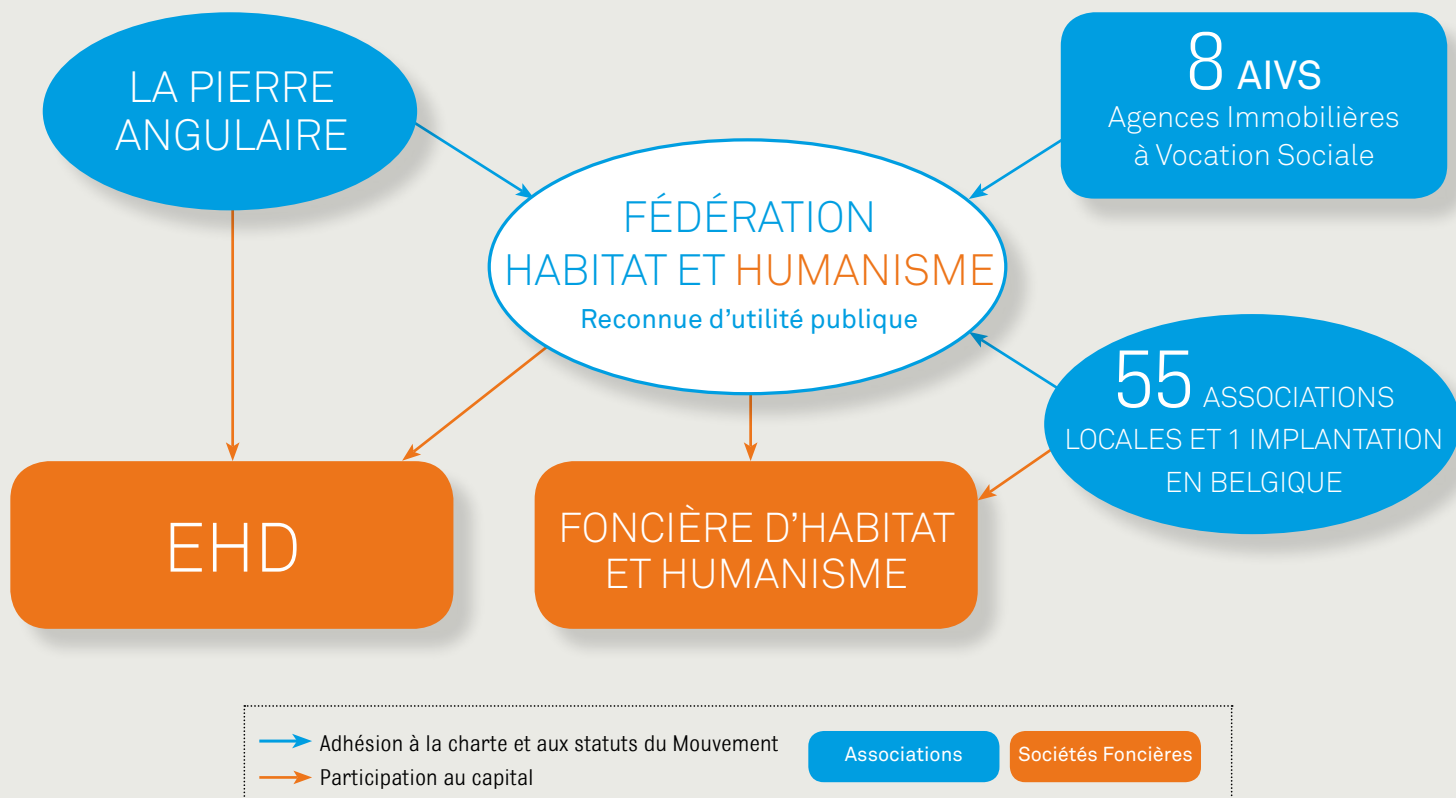 LA PIERRE
ANGULAIRE
8 AIVS
Agences Immobilières
à Vocation Sociale
FÉDÉRATION
HABITAT ET HUMANISME
Reconnue d'utilité publique
55 ASSOCIATIONS
LOCALES ET 1 IMPLANTATION
EN BELGIQUE
EHD
FONCIÈRE D'HABITAT
ET HUMANISME
Adhésion à la charte et aux statuts du Mouvement
Participation au capital
Associations
Sociétés Foncières